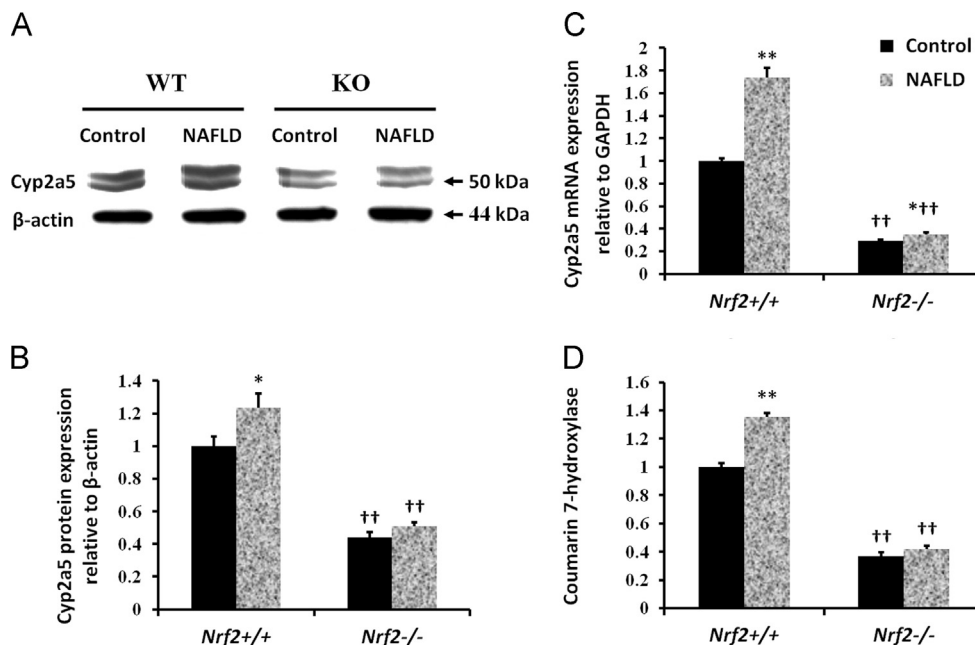 A
WT KO
Control NAFLD Control NAFLD
Cyp2a5 50 kDa
β-actin 44 kDa
B
Cyp2a5 protein expression
relative to β-actin
1.4
1.2
1
0.8
0.6
0.4
0.2
0
*
††
††
Nrf2+/+ Nrf2-/-
C
Cyp2a5 mRNA expression
relative to GAPDH
2
1.8
1.6
1.4
1.2
1
0.8
0.6
0.4
0.2
0
**
††
*††
Nrf2+/+ Nrf2-/-
Control
NAFLD
D
Coumarin 7-hydroxylase
1.6
1.4
1.2
1
0.8
0.6
0.4
0.2
0
**
††
††
Nrf2+/+ Nrf2-/-